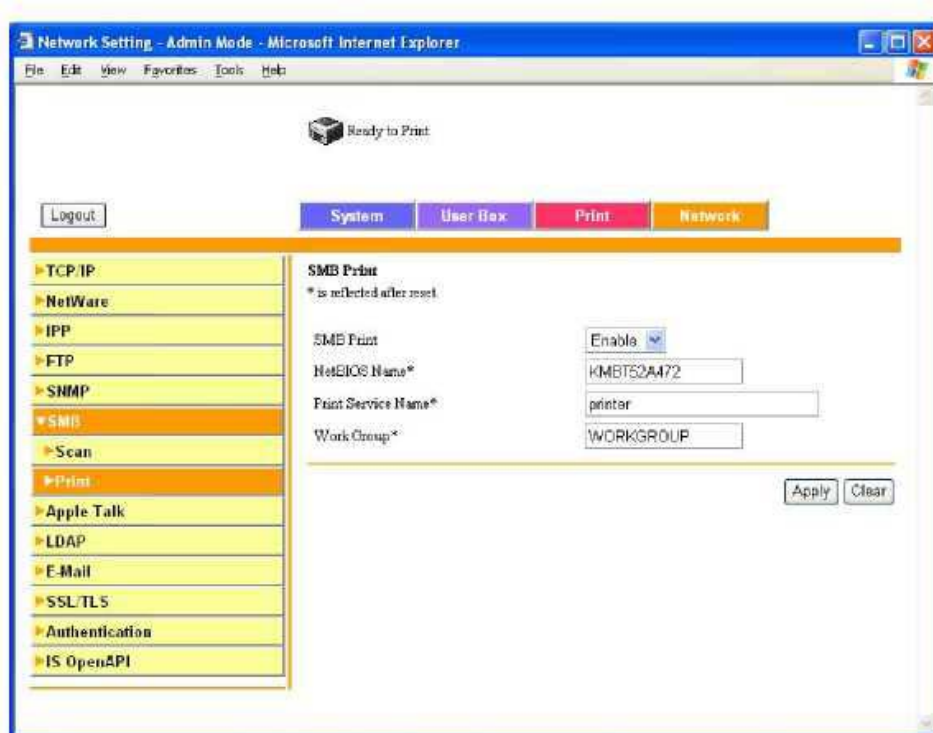 Network Setting - Admin Mode - Microsoft Internet Explorer
File Edit View Favorites Tools Help
Ready to Print
Logout
System User Box Print Network
TCP/IP
NetWare
IPP
FTP
SNMP
SMB
Scan
Print
Apple Talk
LDAP
E-Mail
SSL/TLS
Authentication
IS OpenAPI
SMB Print
* is reflected after reset.
SMB Print Enable
NetBIOS Name* KMBT52A472
Print Service Name* printer
Work Group* WORKGROUP
Apply Clear